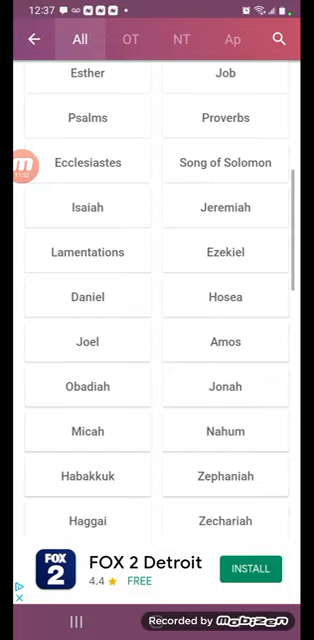 12:37
All OT NT Ap
Esther Job
Psalms Proverbs
Ecclesiastes Song of Solomon
Isaiah Jeremiah
Lamentations Ezekiel
Daniel Hosea
Joel Amos
Obadiah Jonah
Micah Nahum
Habakkuk Zephaniah
Haggai Zechariah
FOX 2
FOX 2 Detroit
4.4 FREE
INSTALL
Recorded by Mobizen